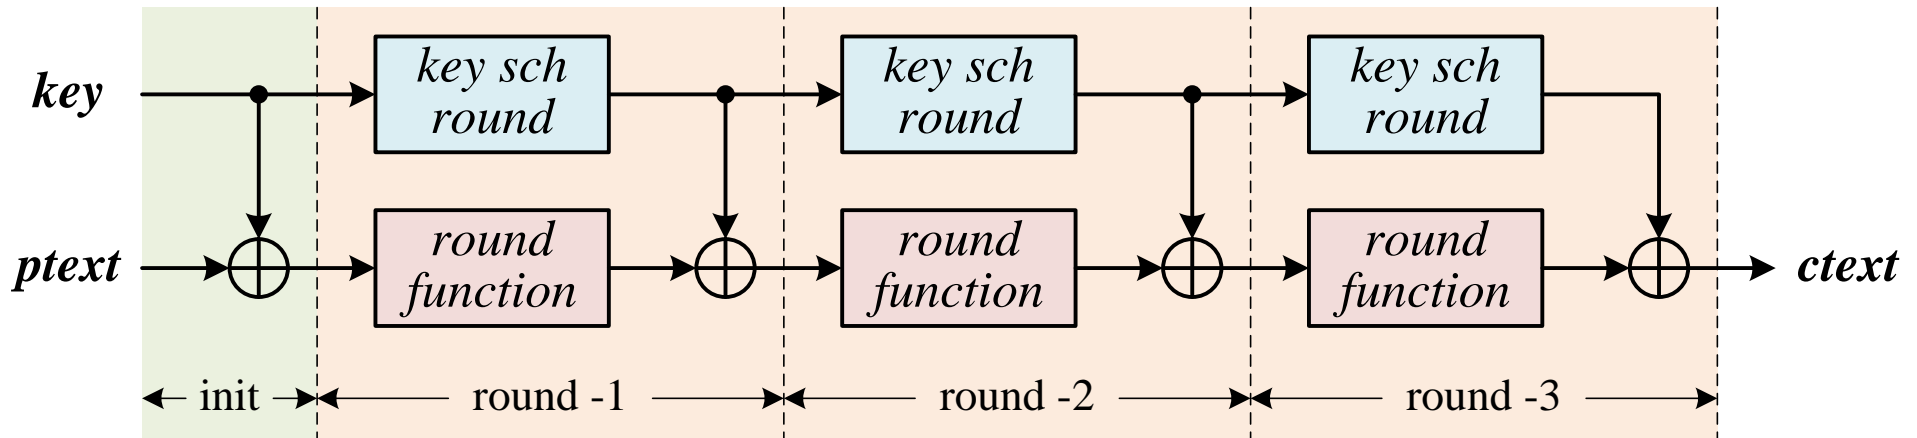 key
key sch
round
key sch
round
key sch
round
ptext
round
function
round
function
round
function
ctext
init
round -1
round -2
round -3